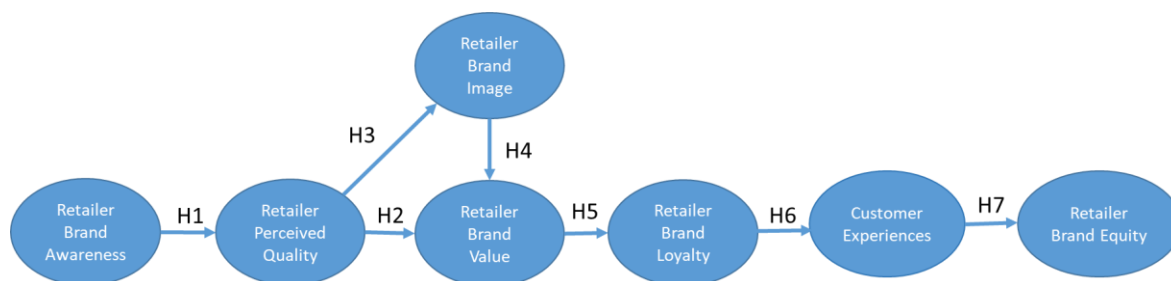 Retailer
Brand
Image
H3
H4
Retailer
Brand
Awareness
H1
Retailer
Perceived
Quality
H2
Retailer
Brand
Value
H5
Retailer
Brand
Loyalty
H6
Customer
Experiences
H7
Retailer
Brand Equity